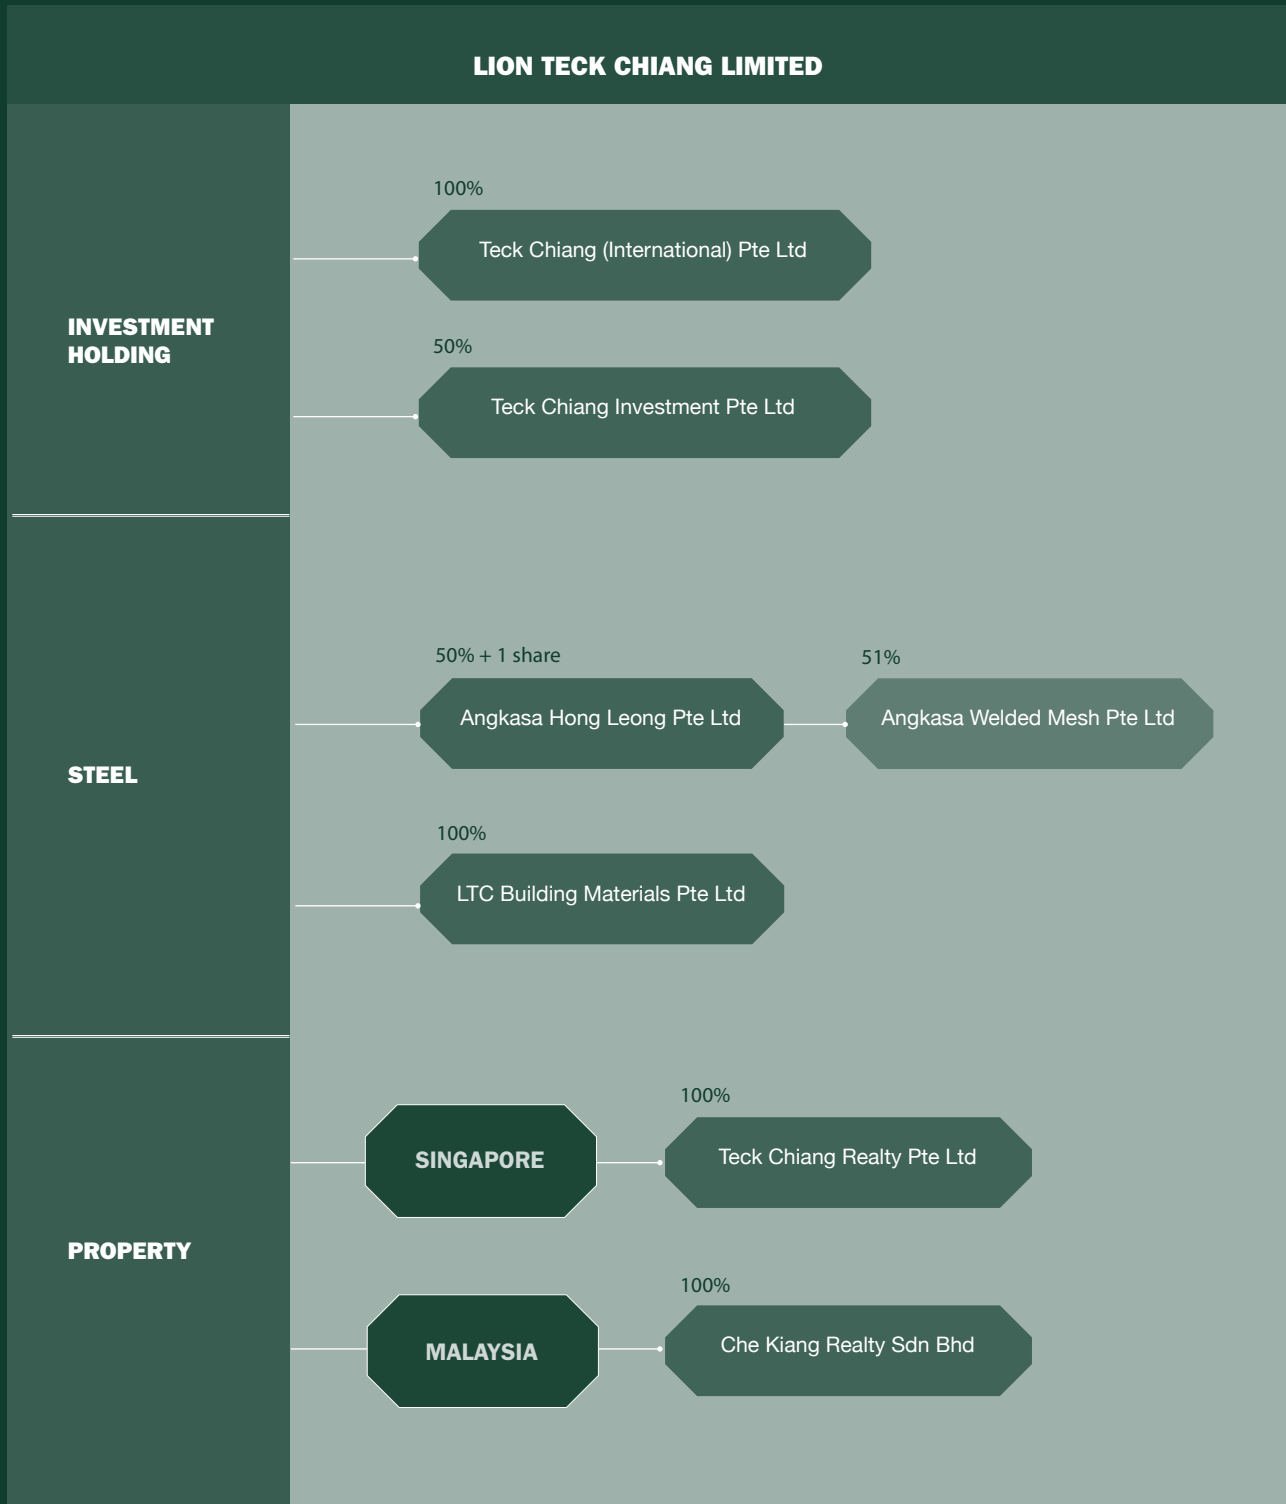 LION TECK CHIANG LIMITED
INVESTMENT
HOLDING
100%
Teck Chiang (International) Pte Ltd
50%
Teck Chiang Investment Pte Ltd
STEEL
50% + 1 share
Angkasa Hong Leong Pte Ltd
51%
Angkasa Welded Mesh Pte Ltd
100%
LTC Building Materials Pte Ltd
PROPERTY
SINGAPORE
100%
Teck Chiang Realty Pte Ltd
MALAYSIA
100%
Che Kiang Realty Sdn Bhd